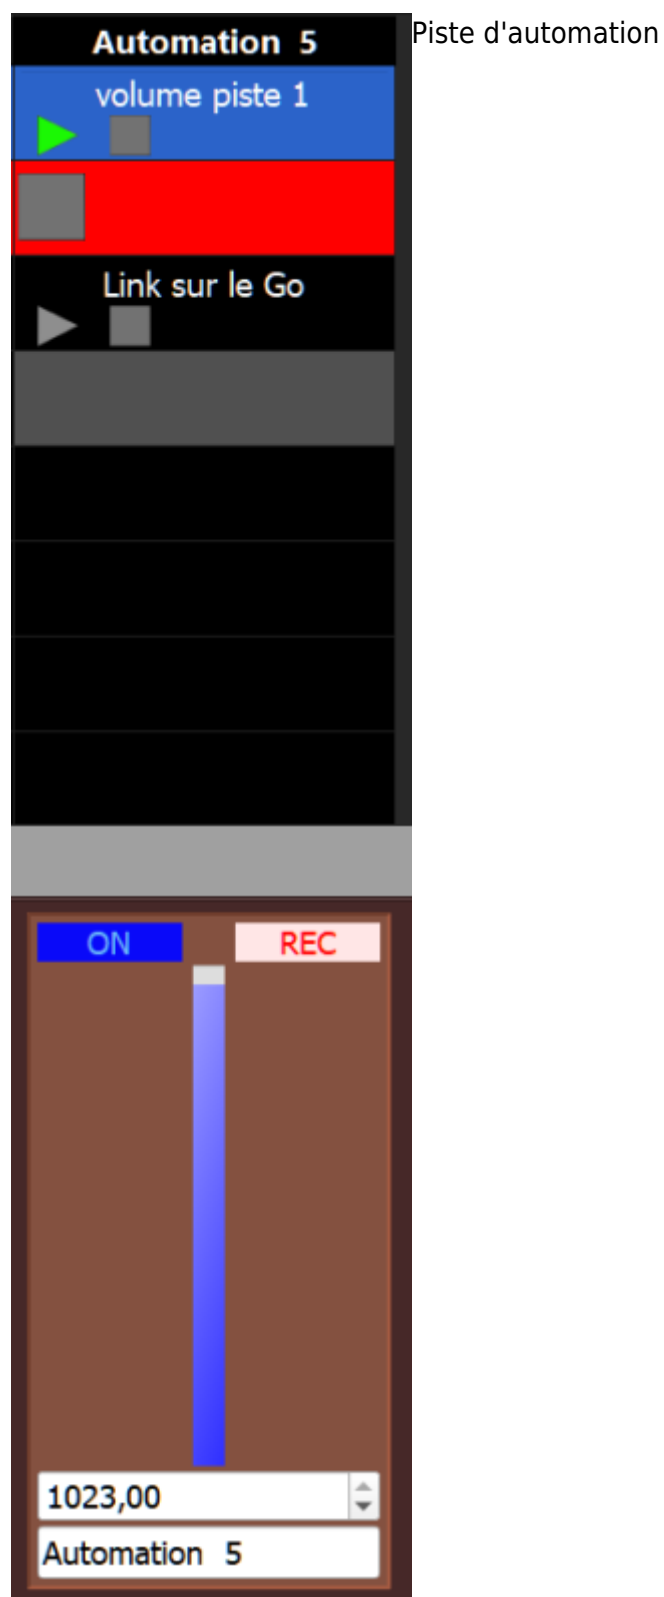 Automation 5
Piste d'automation
volume piste 1
Link sur le Go
ON
REC
1023,00
Automation 5